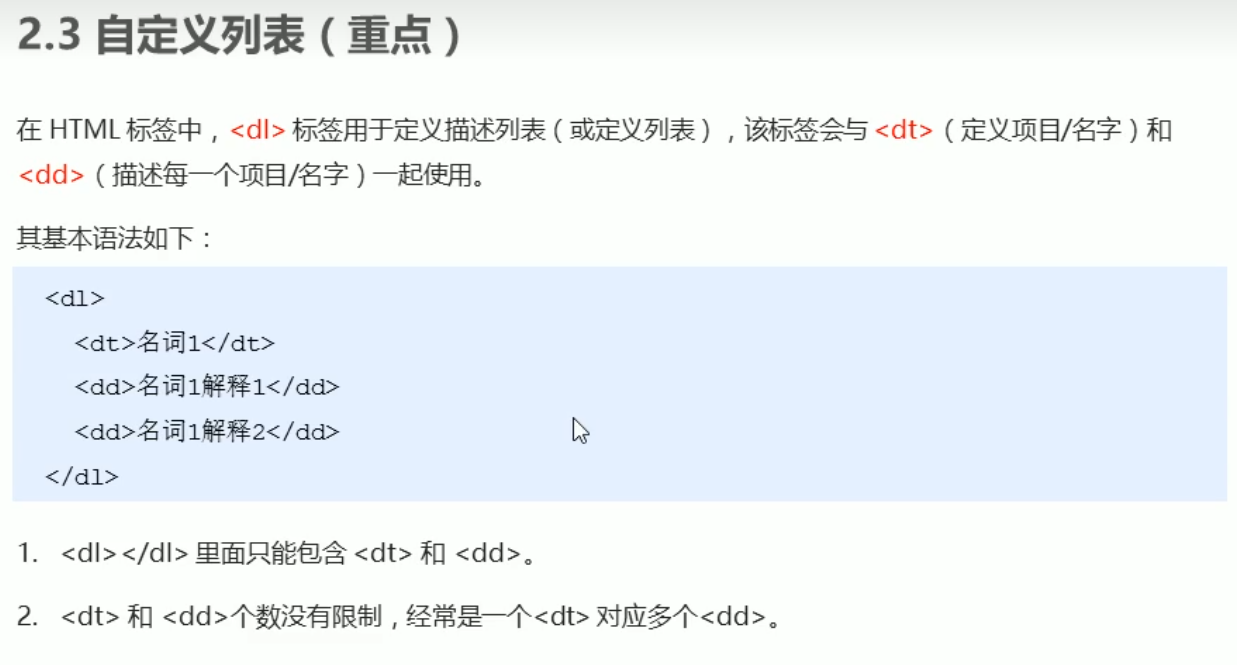 2.3 自定义列表（重点）
在 HTML 标签中，<dl> 标签用于定义描述列表（或定义列表），该标签会与 <dt>（定义项目/名字）和
<dd>（描述每一个项目/名字）一起使用。
其基本语法如下：
<dl>
<dt>名词1</dt>
<dd>名词1解释1</dd>
<dd>名词1解释2</dd>
</dl>
1. <dl></dl> 里面只能包含 <dt> 和 <dd>。
2. <dt> 和 <dd>个数没有限制，经常是一个<dt> 对应多个<dd>。